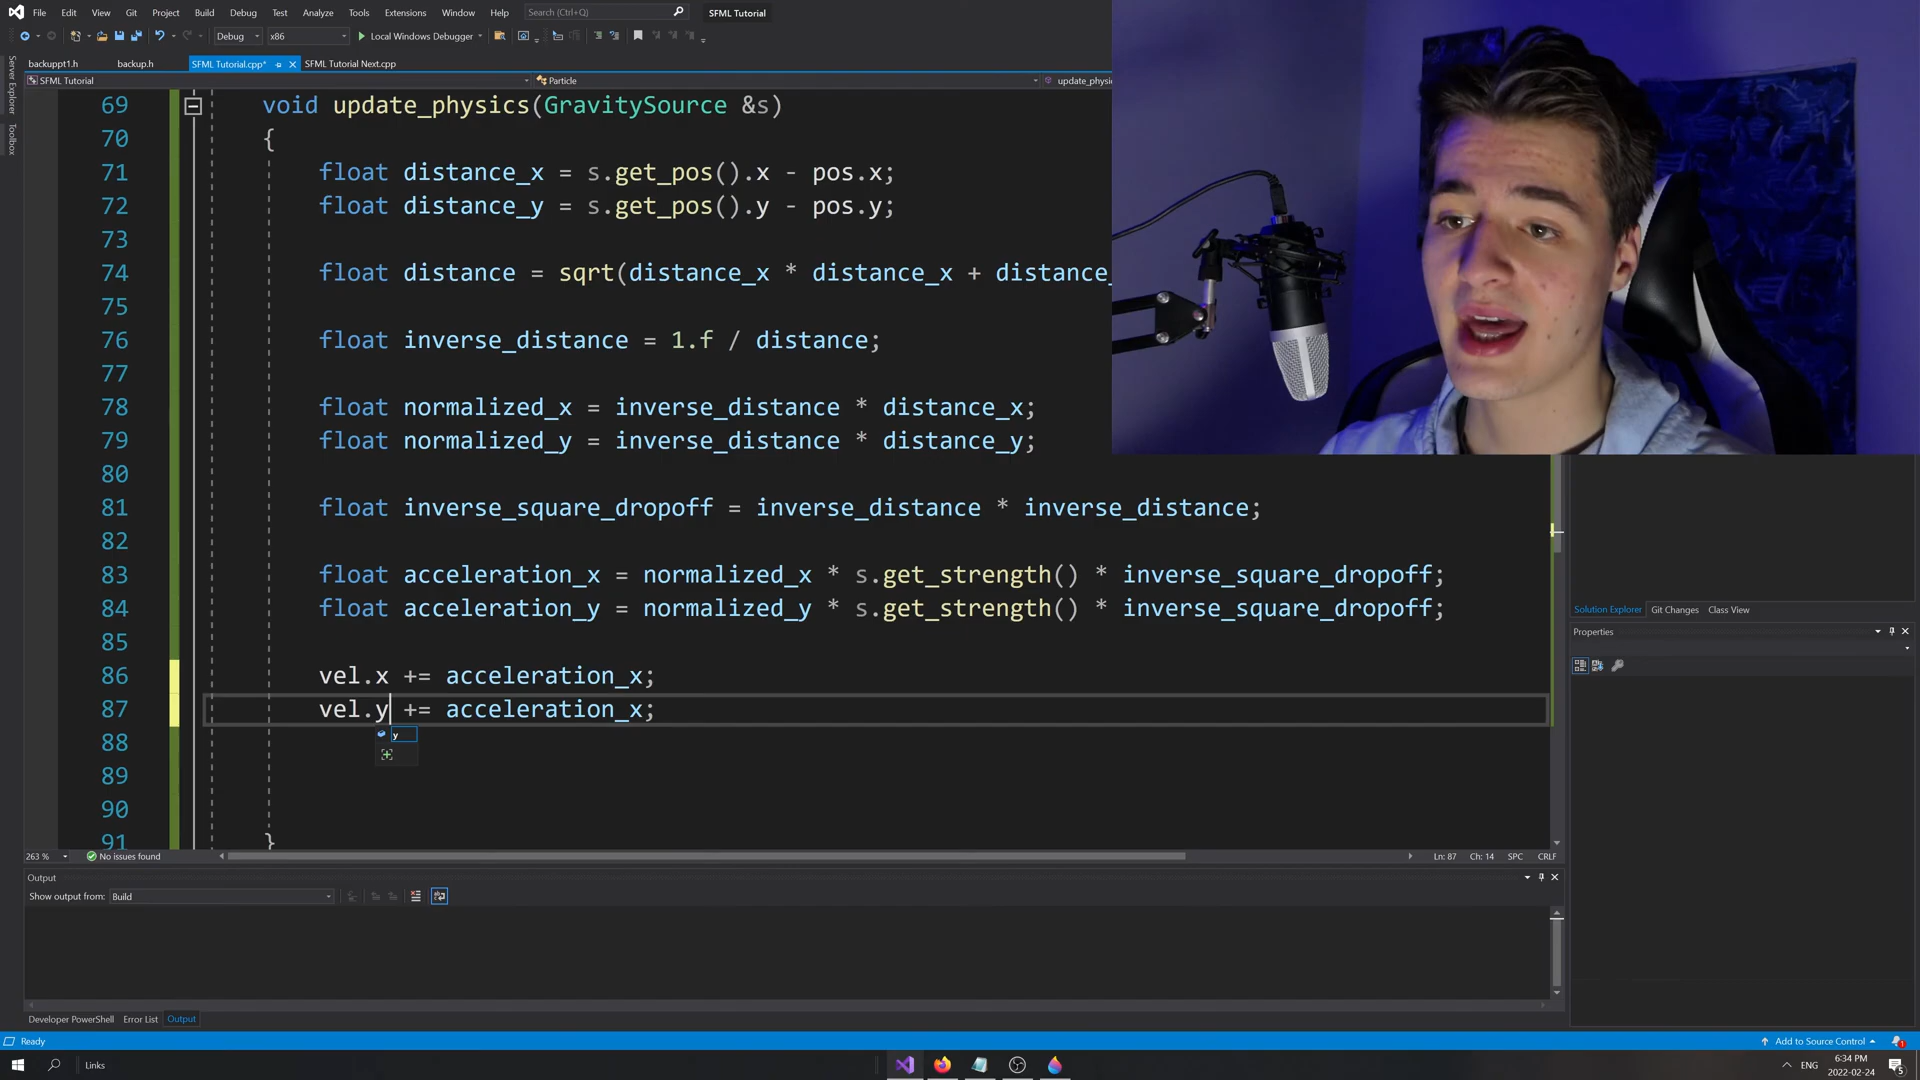 File Edit View Git Project Build Debug Test Analyze Tools Extensions Window Help Search (Ctrl+Q) SFML Tutorial
Debug x86 Local Windows Debugger
backuppt1.h backup.h SFML Tutorial.cpp* SFML Tutorial Next.cpp
SFML Tutorial Particle update_physi
Server Explorer
Toolbox
69 void update_physics(GravitySource &s)
70 {
71 float distance_x = s.get_pos().x - pos.x;
72 float distance_y = s.get_pos().y - pos.y;
73
74 float distance = sqrt(distance_x * distance_x + distance_
75
76 float inverse_distance = 1.f / distance;
77
78 float normalized_x = inverse_distance * distance_x;
79 float normalized_y = inverse_distance * distance_y;
80
81 float inverse_square_dropoff = inverse_distance * inverse_distance;
82
83 float acceleration_x = normalized_x * s.get_strength() * inverse_square_dropoff;
84 float acceleration_y = normalized_y * s.get_strength() * inverse_square_dropoff;
85
86 vel.x += acceleration_x;
87 vel.y += acceleration_x;
y
88
89
90
91 }
263 % No issues found Ln: 87 Ch: 14 SPC CRLF
Solution Explorer Git Changes Class View
Properties
Output
Show output from: Build
Developer PowerShell Error List Output
Ready Add to Source Control 1
Links ENG 6:34 PM
2022-02-24 5